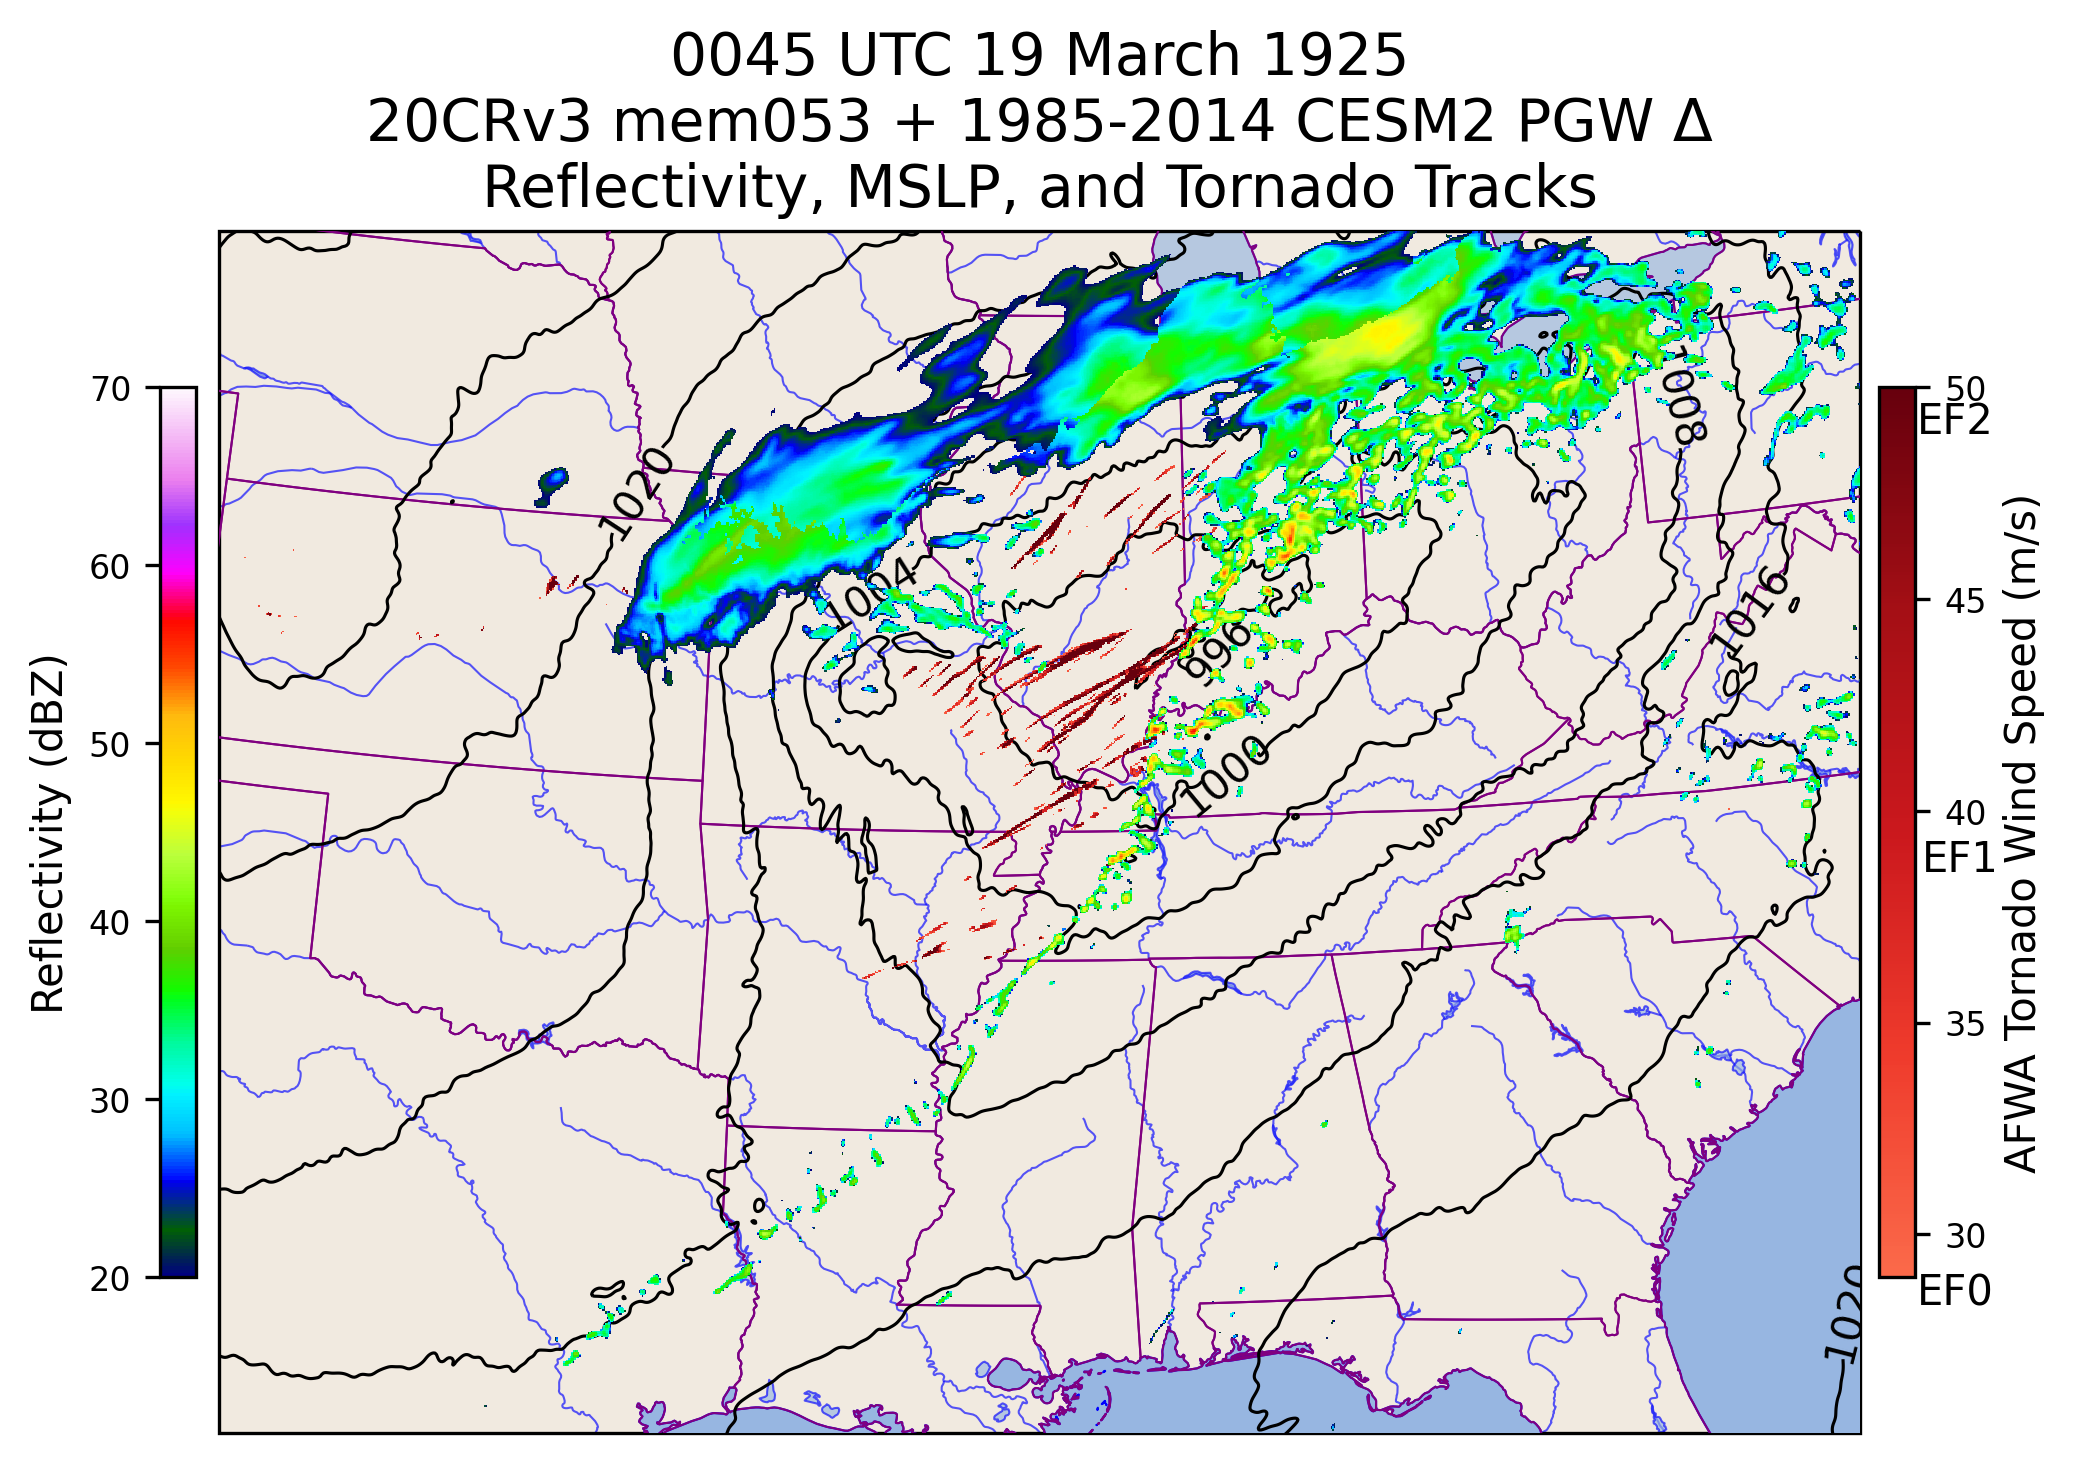 0045 UTC 19 March 1925
20CRv3 mem053 + 1985-2014 CESM2 PGW Δ
Reflectivity, MSLP, and Tornado Tracks
70
60
50
40
30
20
Reflectivity (dBZ)
1020
1004
1008
1016
996
1000
1020
50
EF2
45
40
EF1
35
30
EF0
AFWA Tornado Wind Speed (m/s)